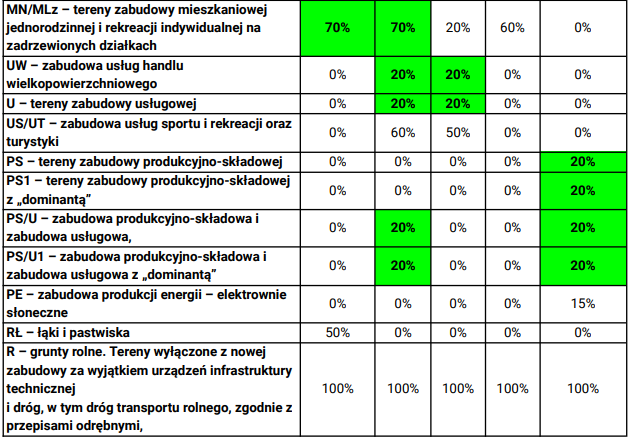 MN/MLz – tereny zabudowy mieszkaniowej
jednorodzinnej i rekreacji indywidualnej na
zadrzewionych działkach
70% 70% 20% 60% 0%
UW – zabudowa usług handlu
wielkopowierzchniowego
0% 20% 20% 0% 0%
U – tereny zabudowy usługowej
0% 20% 20% 0% 0%
US/UT – zabudowa usług sportu i rekreacji oraz
turystyki
0% 60% 50% 0% 0%
PS – tereny zabudowy produkcyjno-składowej
0% 0% 0% 0% 20%
PS1 – tereny zabudowy produkcyjno-składowej
z „dominantą”
0% 0% 0% 0% 20%
PS/U – zabudowa produkcyjno-składowa i
zabudowa usługowa,
0% 20% 0% 0% 20%
PS/U1 – zabudowa produkcyjno-składowa i
zabudowa usługowa z „dominantą”
0% 20% 0% 0% 20%
PE – zabudowa produkcji energii – elektrownie
słoneczne
0% 0% 0% 0% 15%
RŁ – łąki i pastwiska
50% 0% 0% 0% 0%
R – grunty rolne. Tereny wyłączone z nowej
zabudowy za wyjątkiem urządzeń infrastruktury
technicznej
i dróg, w tym dróg transportu rolnego, zgodnie z
przepisami odrębnymi,
100% 100% 100% 100% 100%